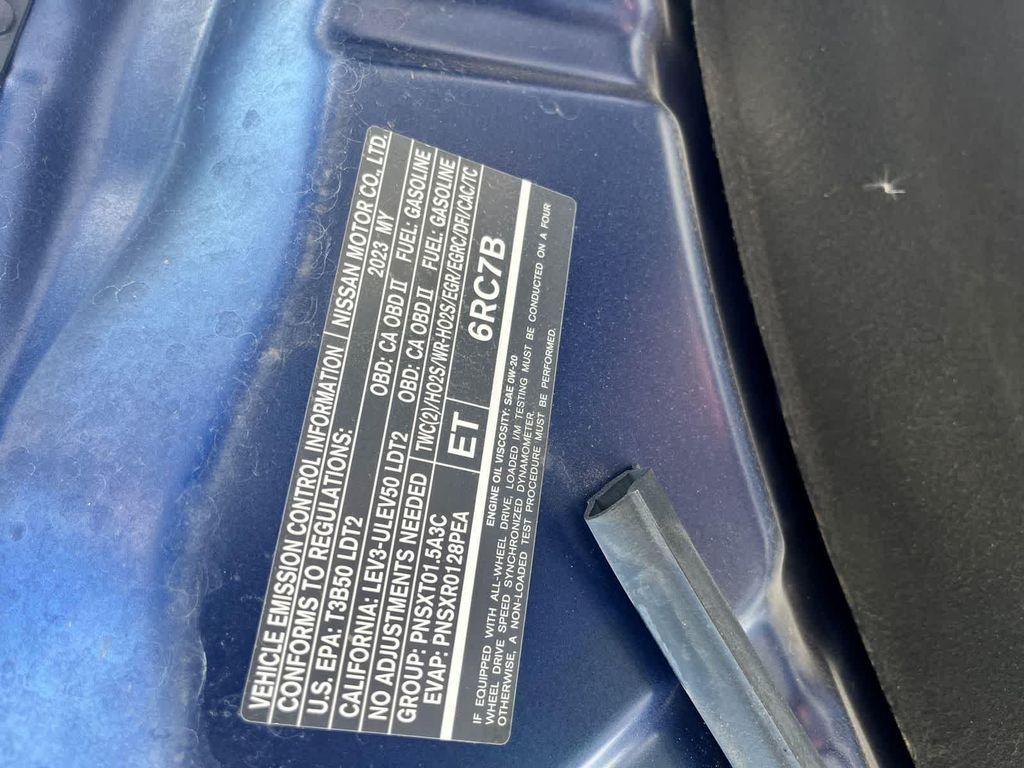 VEHICLE EMISSION CONTROL INFORMATION NISSAN MOTOR CO., LTD.
CONFORMS TO REGULATIONS: 2023 MY
U.S. EPA: T3B50 LDT2 OBD: CA OBD II FUEL: GASOLINE
CALIFORNIA: LEV3-ULEV50 LDT2 OBD: CA OBD II FUEL: GASOLINE
NO ADJUSTMENTS NEEDED TWC(2)/HO2S/WR-HO2S/EGR/EGRC/DFI/CAC/TC
GROUP: PNSXT01.5A3C
EVAP: PNSXR0128PEA
ET 6RC7B
ENGINE OIL VISCOSITY: SAE 0W-20
IF EQUIPPED WITH ALL-WHEEL DRIVE, LOADED I/M TESTING MUST BE CONDUCTED ON A FOUR
WHEEL DRIVE SPEED SYNCHRONIZED DYNAMOMETER.
OTHERWISE, A NON-LOADED TEST PROCEDURE MUST BE PERFORMED.